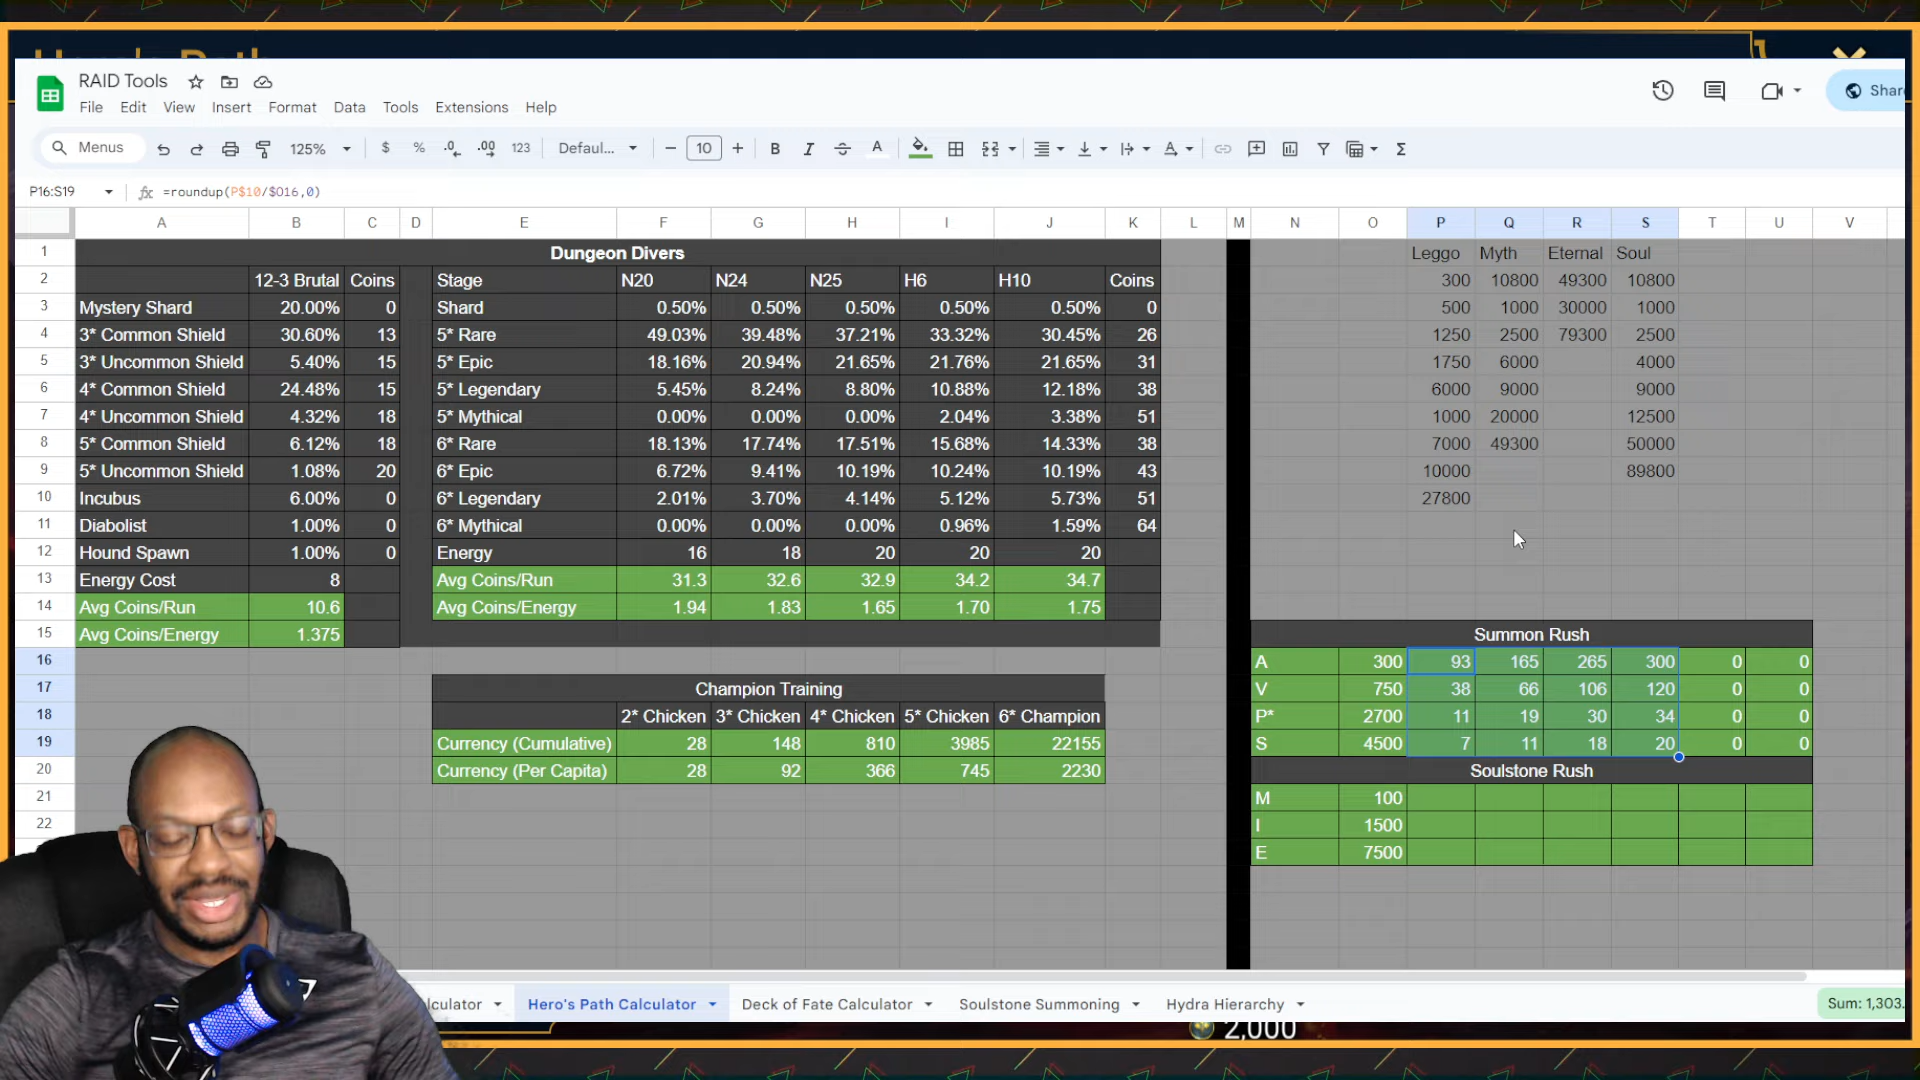 RAID Tools
File Edit View Insert Format Data Tools Extensions Help
Menus 125% $ % .0 .00 123 Defaul... 10 B I A
P16:S19 fx =roundup(P$10/$O16,0)
A B C D E F G H I J K L M N O P Q R S T U V
1 Dungeon Divers Leggo Myth Eternal Soul
2 12-3 Brutal Coins Stage N20 N24 N25 H6 H10 Coins 300 10800 49300 10800
3 Mystery Shard 20.00% 0 Shard 0.50% 0.50% 0.50% 0.50% 0.50% 0 500 1000 30000 1000
4 3* Common Shield 30.60% 13 5* Rare 49.03% 39.48% 37.21% 33.32% 30.45% 26 1250 2500 79300 2500
5 3* Uncommon Shield 5.40% 15 5* Epic 18.16% 20.94% 21.65% 21.76% 21.65% 31 1750 6000 4000
6 4* Common Shield 24.48% 15 5* Legendary 5.45% 8.24% 8.80% 10.88% 12.18% 38 6000 9000 9000
7 4* Uncommon Shield 4.32% 18 5* Mythical 0.00% 0.00% 0.00% 2.04% 3.38% 51 1000 20000 12500
8 5* Common Shield 6.12% 18 6* Rare 18.13% 17.74% 17.51% 15.68% 14.33% 38 7000 49300 50000
9 5* Uncommon Shield 1.08% 20 6* Epic 6.72% 9.41% 10.19% 10.24% 10.19% 43 10000 89800
10 Incubus 6.00% 0 6* Legendary 2.01% 3.70% 4.14% 5.12% 5.73% 51 27800
11 Diabolist 1.00% 0 6* Mythical 0.00% 0.00% 0.00% 0.96% 1.59% 64
12 Hound Spawn 1.00% 0 Energy 16 18 20 20 20
13 Energy Cost 8 Avg Coins/Run 31.3 32.6 32.9 34.2 34.7
14 Avg Coins/Run 10.6 Avg Coins/Energy 1.94 1.83 1.65 1.70 1.75
15 Avg Coins/Energy 1.375 Summon Rush
16 A 300 93 165 265 300 0 0
17 Champion Training V 750 38 66 106 120 0 0
18 2* Chicken 3* Chicken 4* Chicken 5* Chicken 6* Champion P* 2700 11 19 30 34 0 0
19 Currency (Cumulative) 28 148 810 3985 22155 S 4500 7 11 18 20 0 0
20 Currency (Per Capita) 28 92 366 745 2230 Soulstone Rush
21 M 100
22 I 1500
E 7500
Hero's Path Calculator Deck of Fate Calculator Soulstone Summoning Hydra Hierarchy Sum: 1,303.
2,000